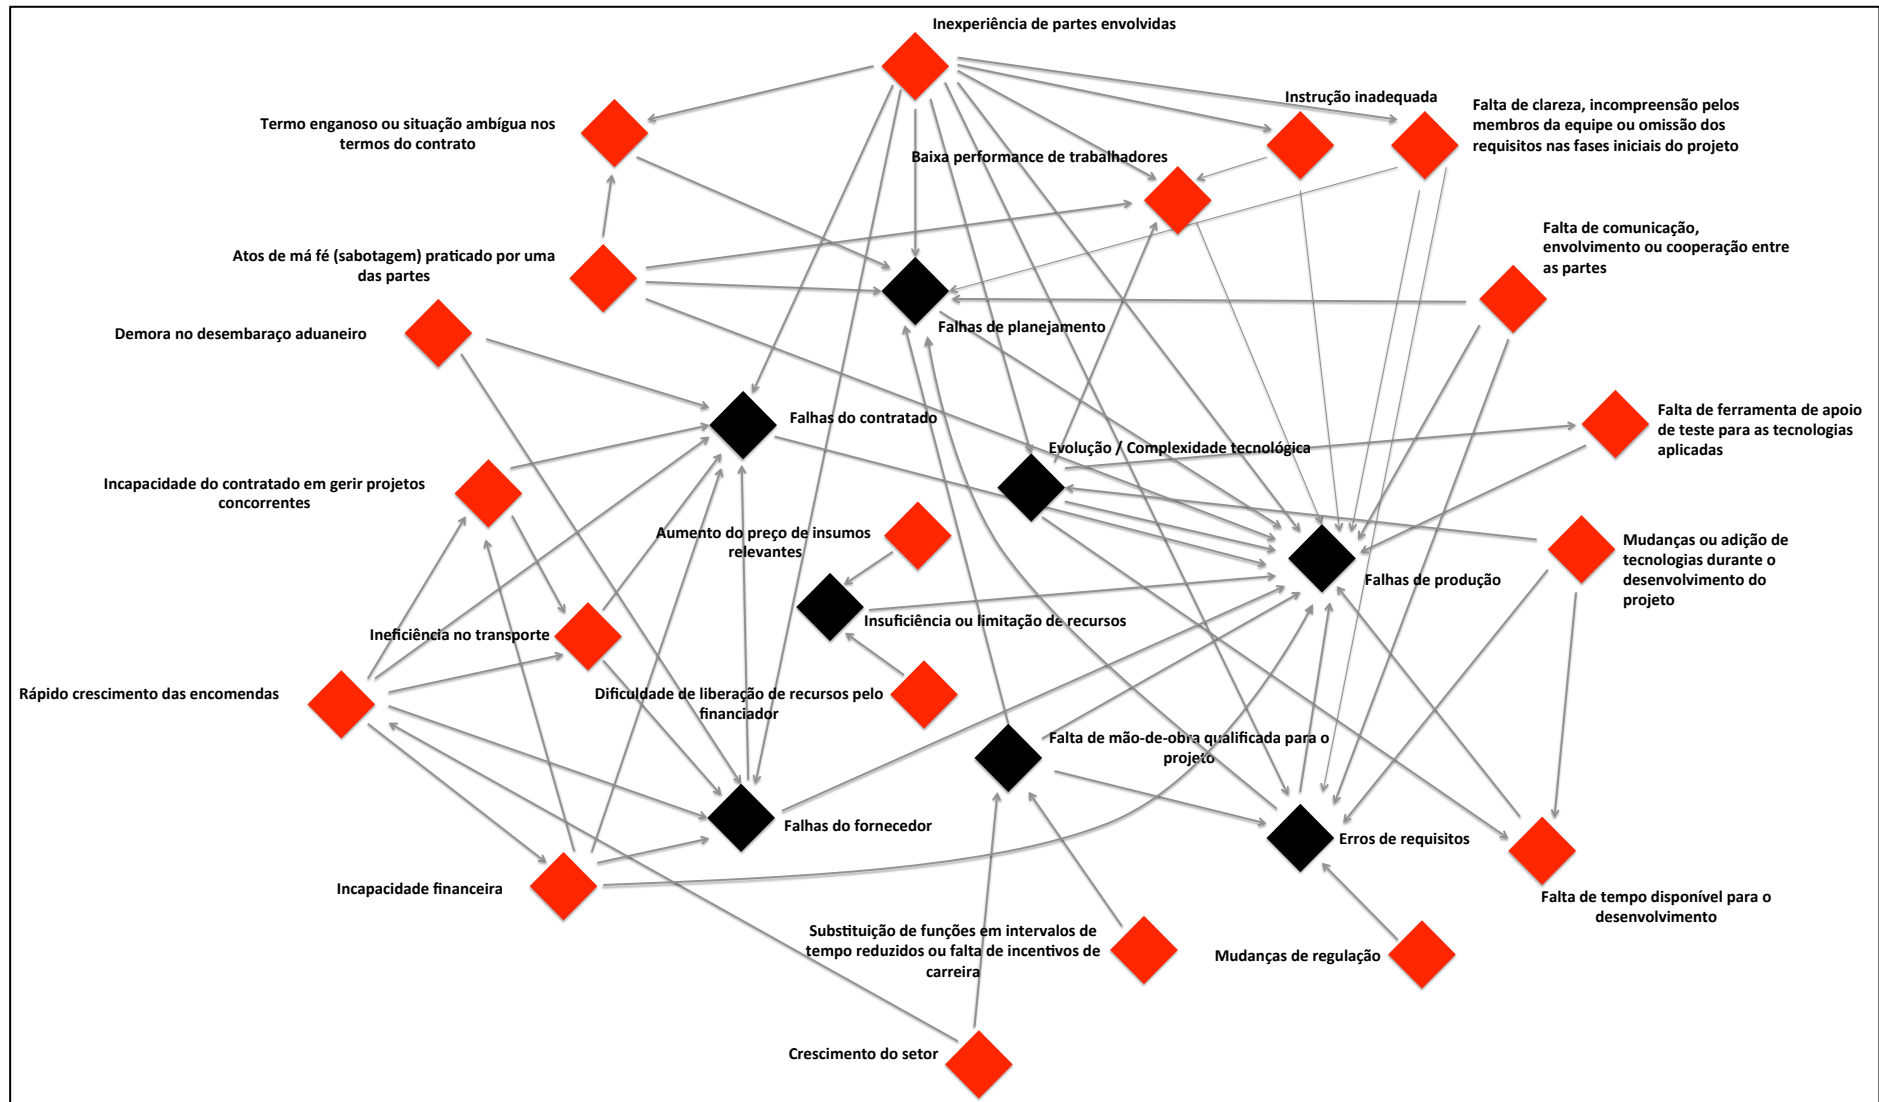 Inexperiência de partes envolvidas
Instrução inadequada
Falta de clareza, incompreensão pelos
membros da equipe ou omissão dos
requisitos nas fases iniciais do projeto
Termo enganoso ou situação ambígua nos
termos do contrato
Baixa performance de trabalhadores
Falta de comunicação,
envolvimento ou cooperação entre
as partes
Atos de má fé (sabotagem) praticado por uma
das partes
Demora no desembaraço aduaneiro
Falhas de planejamento
Falhas do contratado
Falta de ferramenta de apoio
de teste para as tecnologias
aplicadas
Evolução / Complexidade tecnológica
Incapacidade do contratado em gerir projetos
concorrentes
Aumento do preço de insumos
relevantes
Mudanças ou adição de
tecnologias durante o
desenvolvimento do
projeto
Falhas de produção
Insuficiência ou limitação de recursos
Ineficiência no transporte
Rápido crescimento das encomendas
Dificuldade de liberação de recursos pelo
financiador
Falta de mão-de-obra qualificada para o
projeto
Falhas do fornecedor
Erros de requisitos
Incapacidade financeira
Falta de tempo disponível para o
desenvolvimento
Substituição de funções em intervalos de
tempo reduzidos ou falta de incentivos de
carreira
Mudanças de regulação
Crescimento do setor